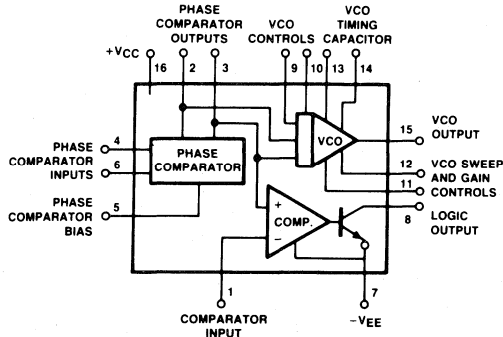 PHASE
COMPARATOR
OUTPUTS
VCO
CONTROLS
VCO
TIMING
CAPACITOR
+VCC
16
2
3
9
10
13
14
PHASE
COMPARATOR
INPUTS
4
6
PHASE
COMPARATOR
VCO
15
VCO
OUTPUT
12
VCO SWEEP
AND GAIN
CONTROLS
11
PHASE
COMPARATOR
BIAS
5
+
COMP.
−
8
LOGIC
OUTPUT
1
7
COMPARATOR
INPUT
−VEE